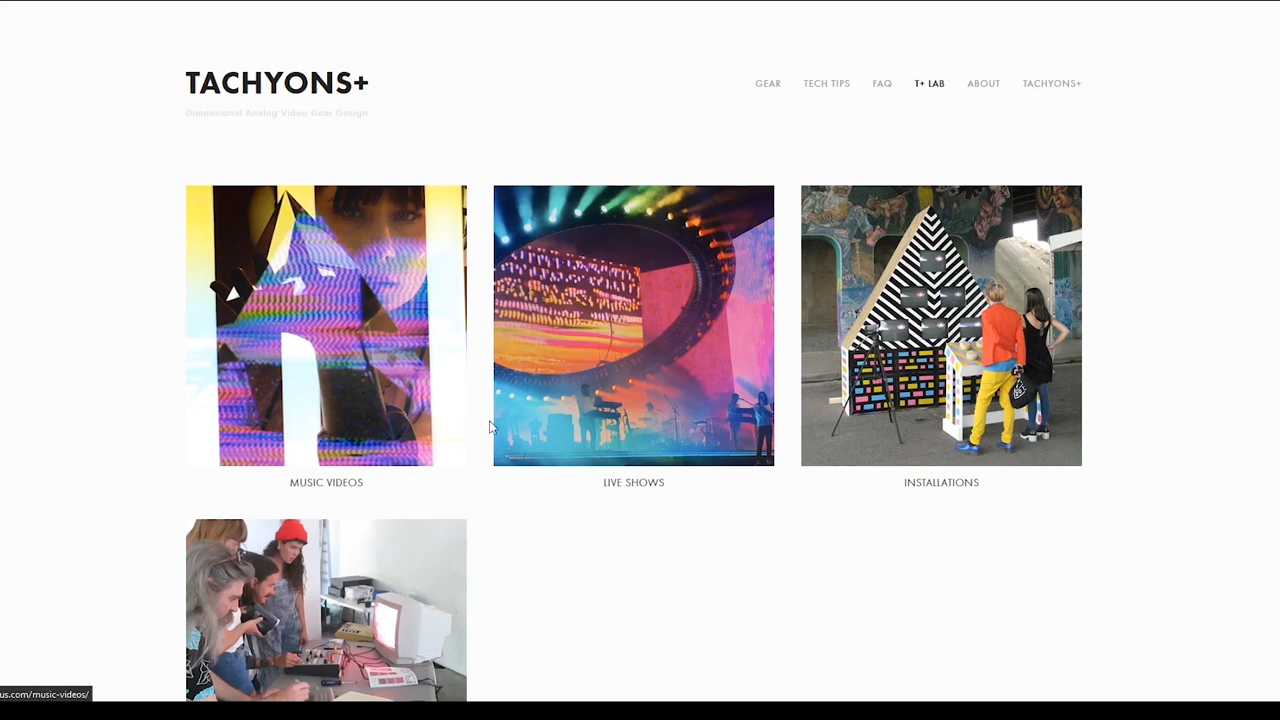 TACHYONS+
GEAR TECH TIPS FAQ T+ LAB ABOUT TACHYONS+
Dimensional Analog Video Gear Design
MUSIC VIDEOS LIVE SHOWS INSTALLATIONS
us.com/music-videos/